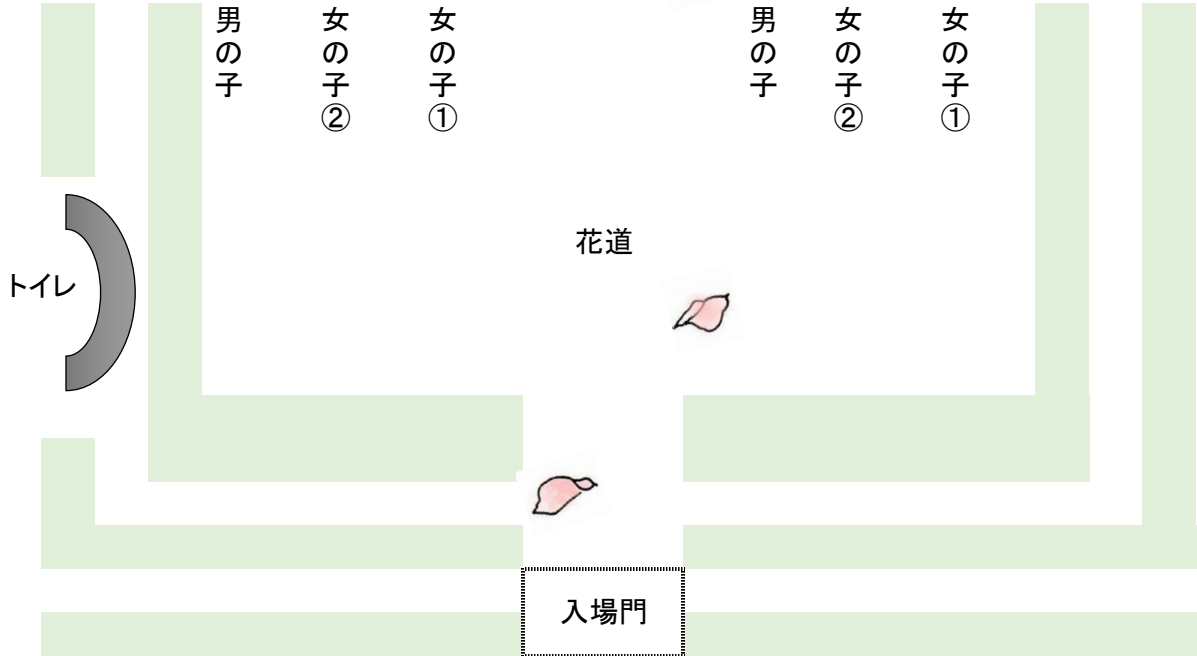 男の子
女の子②
女の子①
男の子
女の子②
女の子①
花道
トイレ
入場門